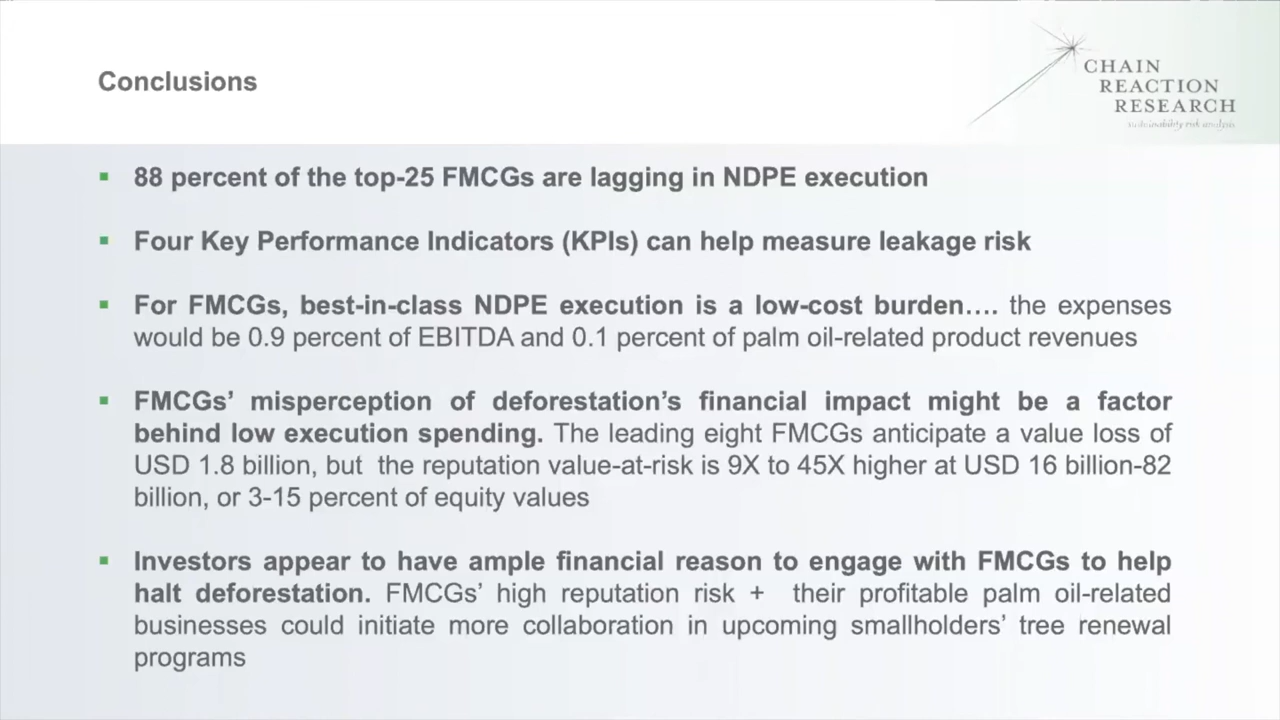 Conclusions
CHAIN
REACTION
RESEARCH
sustainability risk analysis
▪ 88 percent of the top-25 FMCGs are lagging in NDPE execution
▪ Four Key Performance Indicators (KPIs) can help measure leakage risk
▪ For FMCGs, best-in-class NDPE execution is a low-cost burden…. the expenses
would be 0.9 percent of EBITDA and 0.1 percent of palm oil-related product revenues
▪ FMCGs’ misperception of deforestation’s financial impact might be a factor
behind low execution spending. The leading eight FMCGs anticipate a value loss of
USD 1.8 billion, but the reputation value-at-risk is 9X to 45X higher at USD 16 billion-82
billion, or 3-15 percent of equity values
▪ Investors appear to have ample financial reason to engage with FMCGs to help
halt deforestation. FMCGs’ high reputation risk + their profitable palm oil-related
businesses could initiate more collaboration in upcoming smallholders’ tree renewal
programs